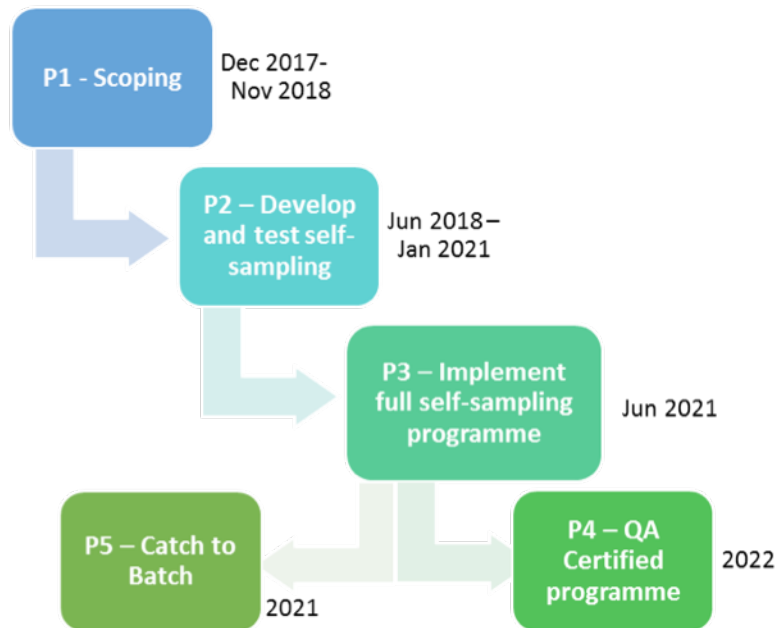 P1 - Scoping
Dec 2017-
Nov 2018
P2 – Develop
and test self-
sampling
Jun 2018–
Jan 2021
P3 – Implement
full self-sampling
programme
Jun 2021
P5 – Catch to
Batch
2021
P4 – QA
Certified
programme
2022